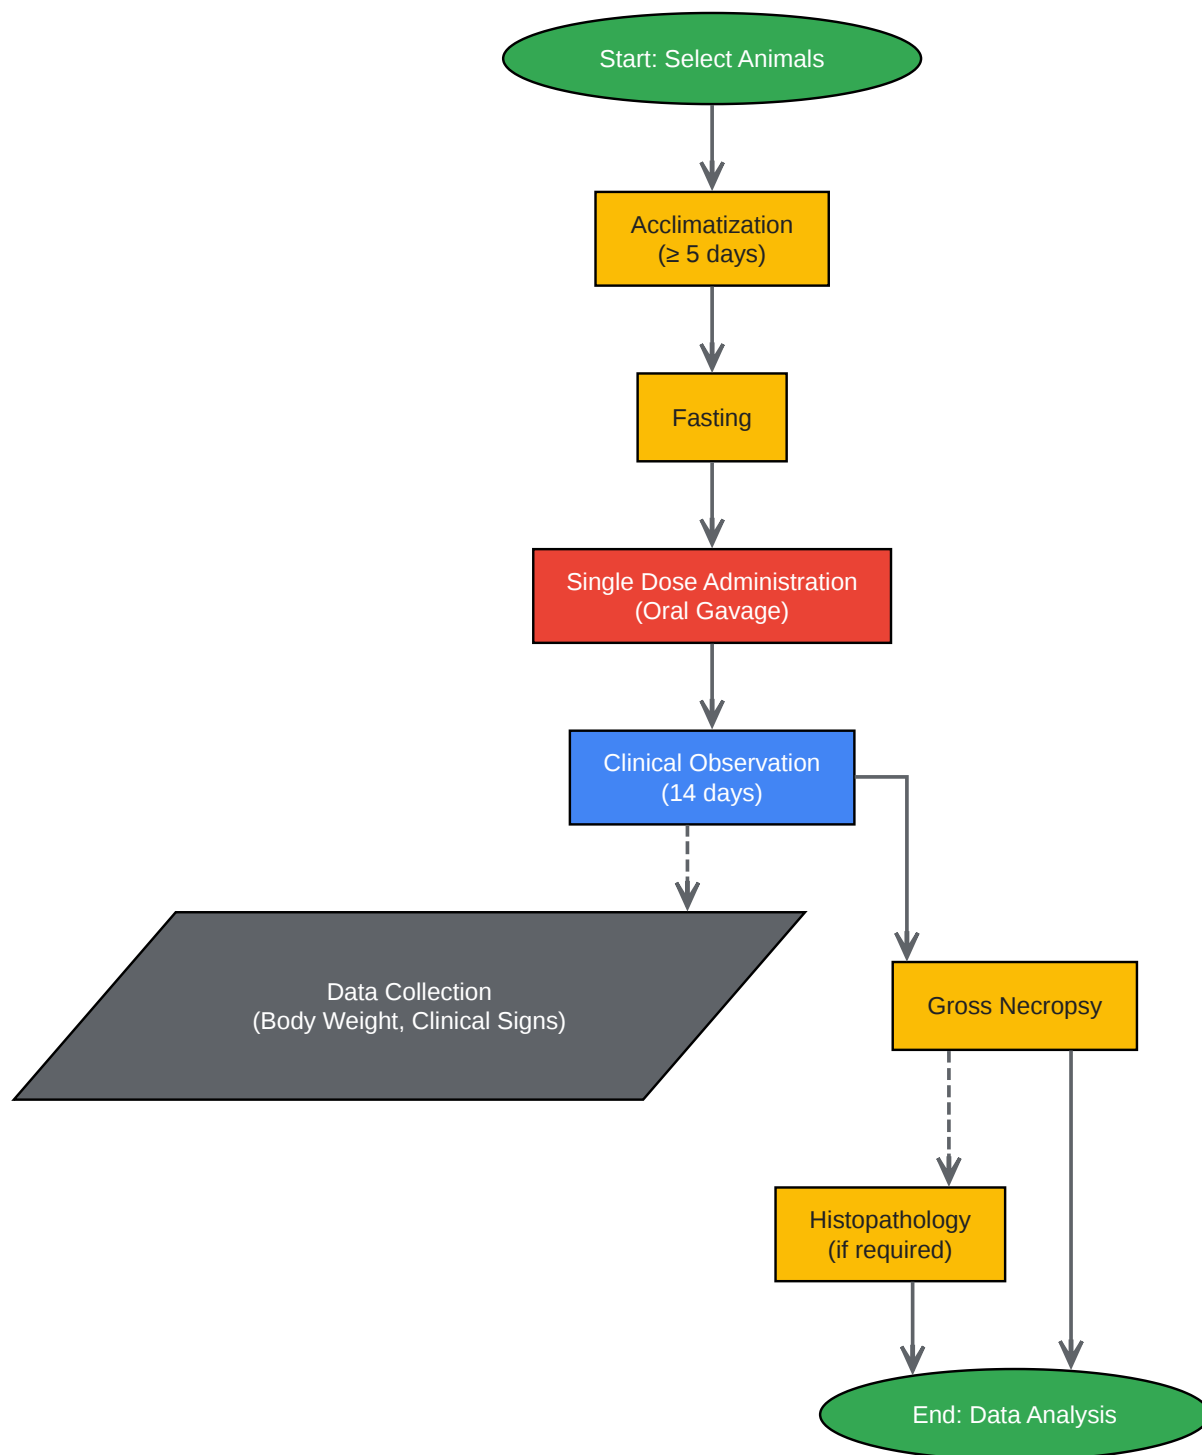 Start: Select Animals
Acclimatization
(≥ 5 days)
Fasting
Single Dose Administration
(Oral Gavage)
Clinical Observation
(14 days)
Data Collection
(Body Weight, Clinical Signs)
Gross Necropsy
Histopathology
(if required)
End: Data Analysis